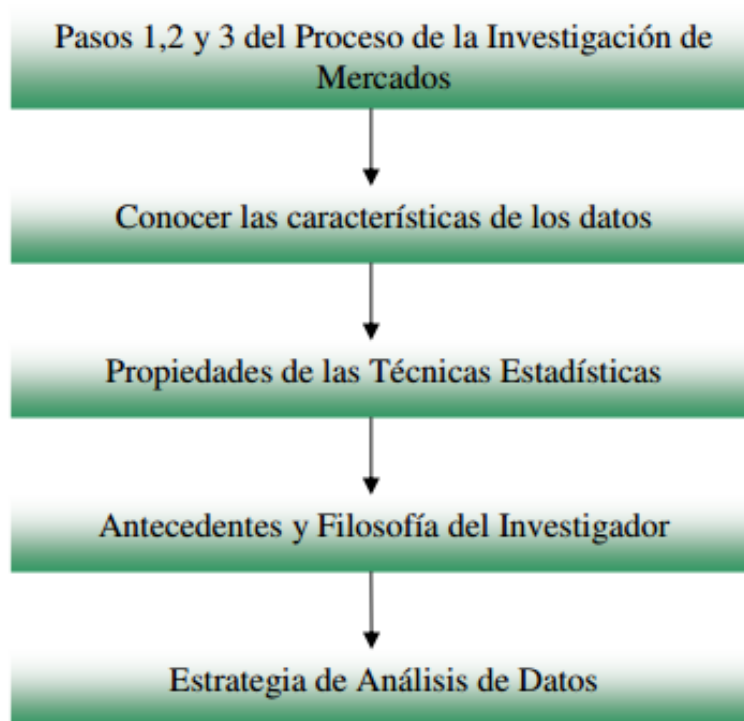 Pasos 1,2 y 3 del Proceso de la Investigación de
Mercados
Conocer las características de los datos
Propiedades de las Técnicas Estadísticas
Antecedentes y Filosofía del Investigador
Estrategia de Análisis de Datos